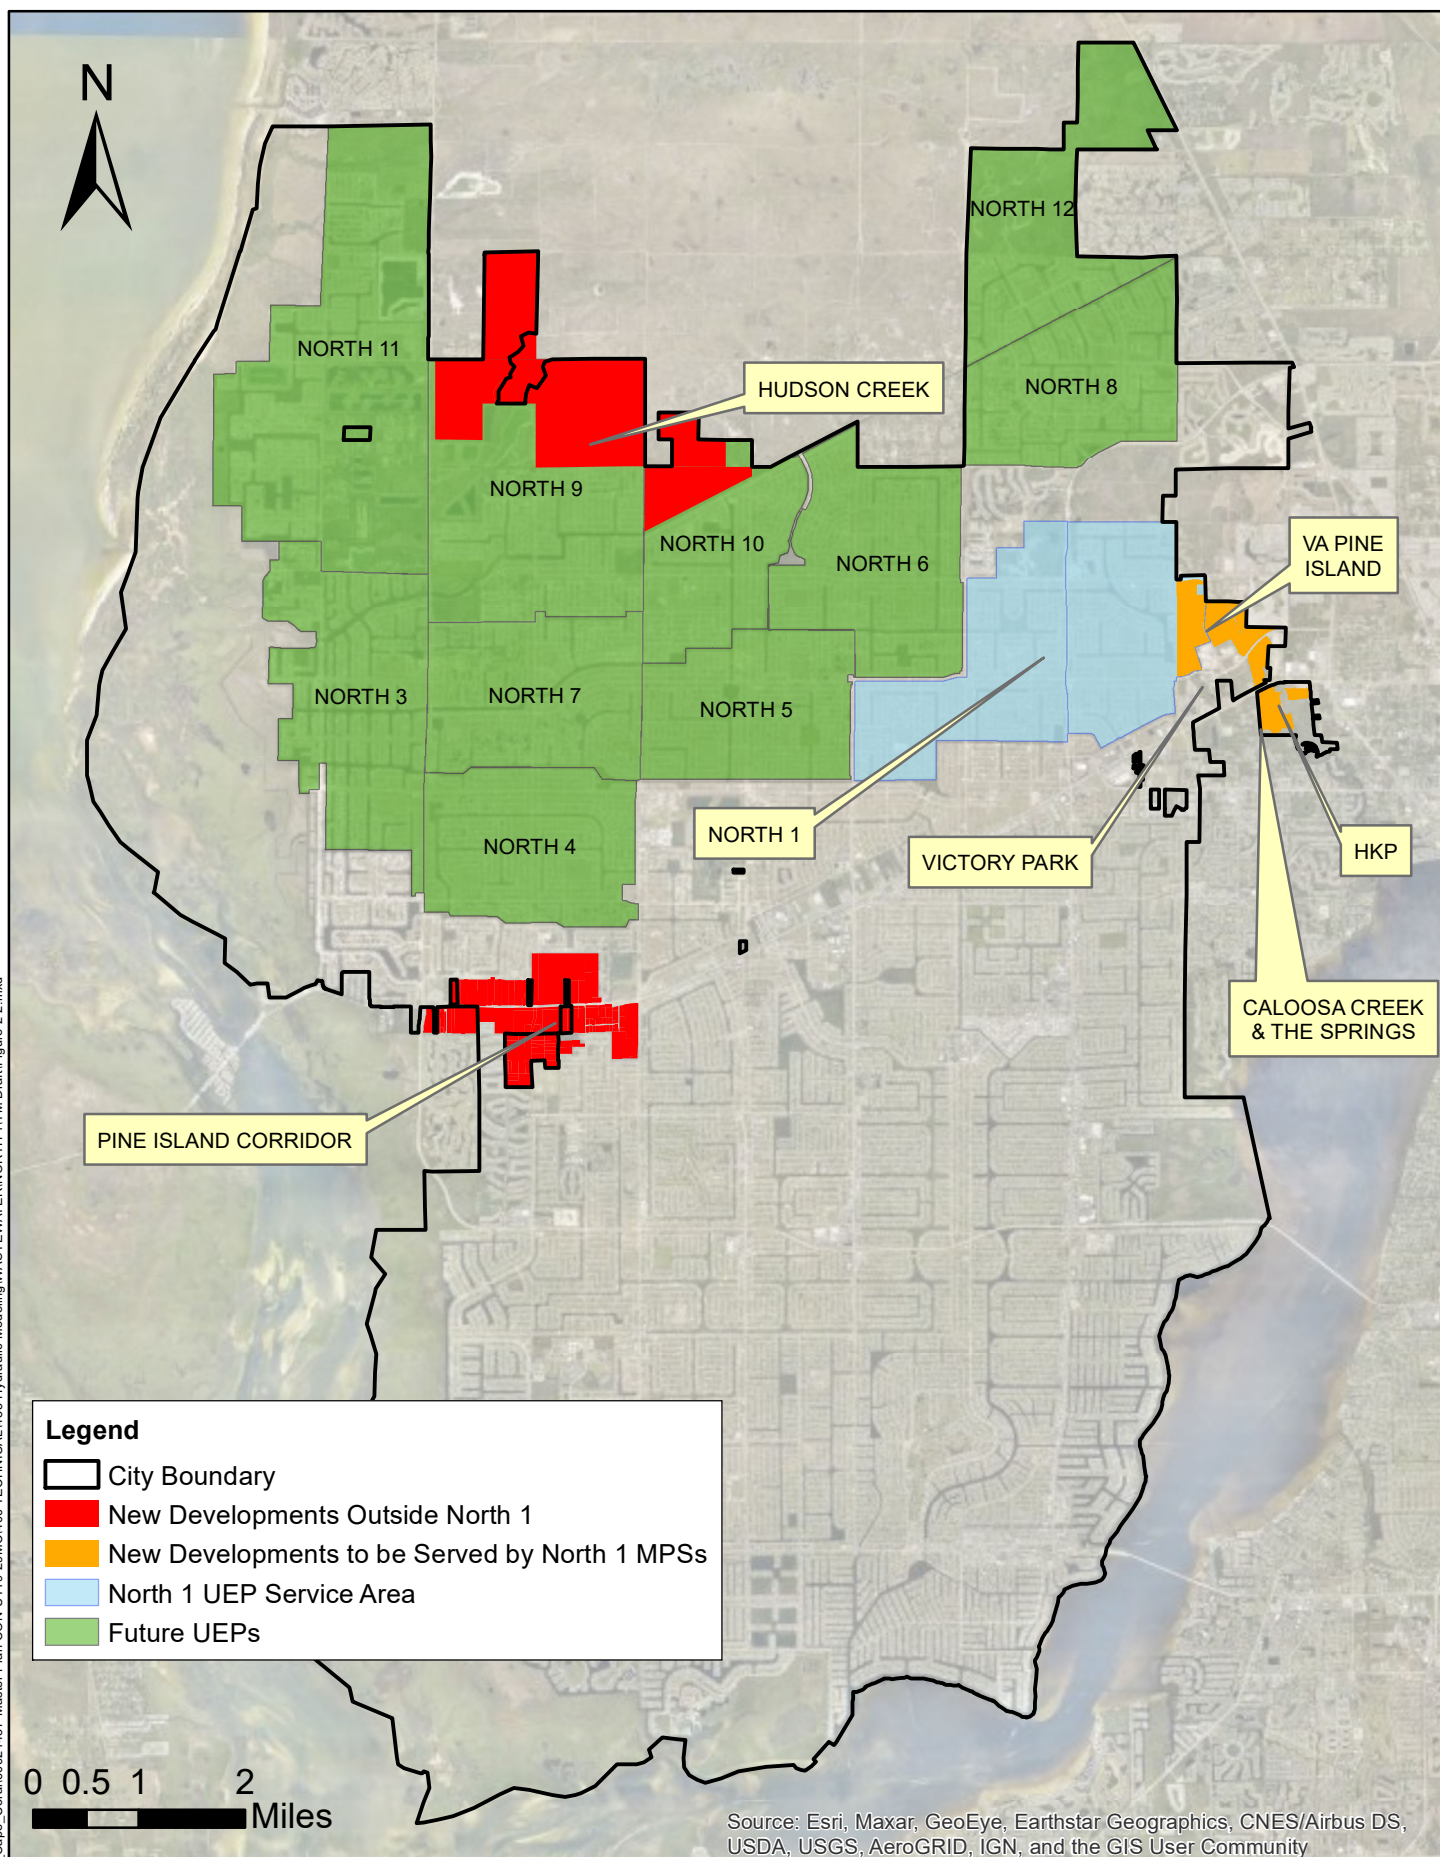 N
NORTH 12
NORTH 11
HUDSON CREEK
NORTH 8
NORTH 9
NORTH 10
NORTH 6
VA PINE
ISLAND
NORTH 3
NORTH 7
NORTH 5
NORTH 1
NORTH 4
VICTORY PARK
HKP
CALOOSA CREEK
& THE SPRINGS
PINE ISLAND CORRIDOR
Legend
City Boundary
New Developments Outside North 1
New Developments to be Served by North 1 MPSs
North 1 UEP Service Area
Future UEPs
0 0.5 1 2
Miles
Source: Esri, Maxar, GeoEye, Earthstar Geographics, CNES/Airbus DS,
USDA, USGS, AeroGRID, IGN, and the GIS User Community